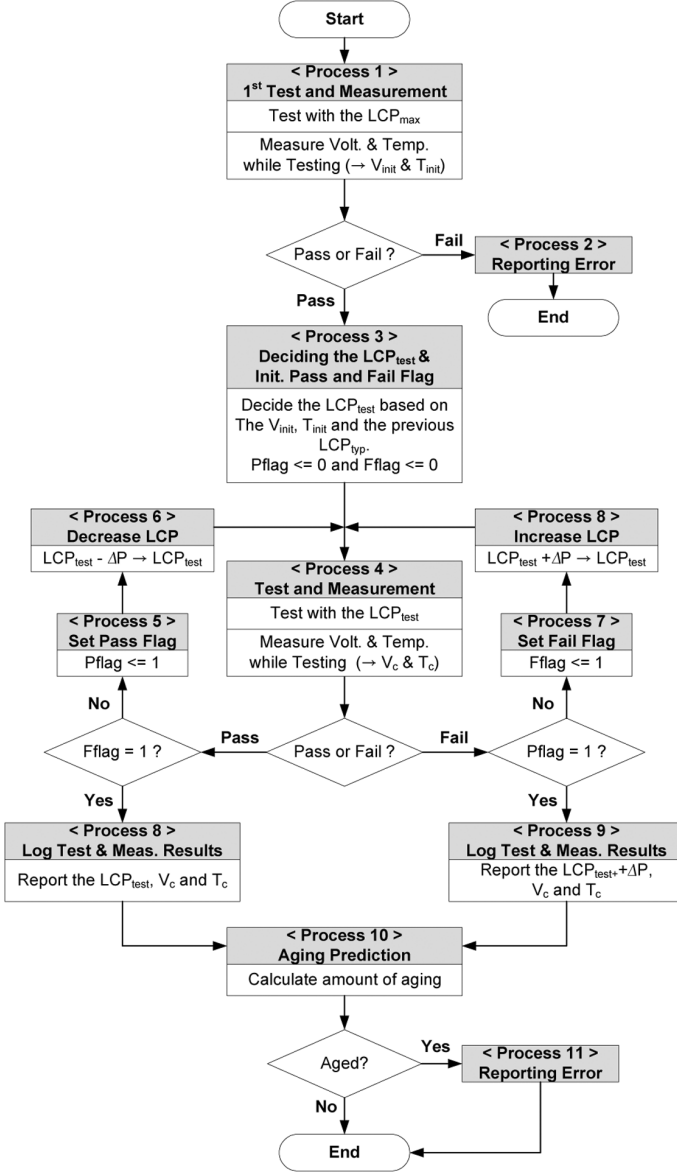 Start
< Process 1 >
1st Test and Measurement
Test with the LCPmax
Measure Volt. & Temp.
while Testing (→ Vinit & Tinit)
Pass or Fail ?
Fail
< Process 2 >
Reporting Error
End
Pass
< Process 3 >
Deciding the LCPtest &
Init. Pass and Fail Flag
Decide the LCPtest based on
The Vinit, Tinit and the previous
LCPtyp.
Pflag <= 0 and Fflag <= 0
< Process 6 >
Decrease LCP
LCPtest - ΔP → LCPtest
< Process 8 >
Increase LCP
LCPtest +ΔP → LCPtest
< Process 4 >
Test and Measurement
Test with the LCPtest
Measure Volt. & Temp.
while Testing (→ Vc & Tc)
< Process 5 >
Set Pass Flag
Pflag <= 1
< Process 7 >
Set Fail Flag
Fflag <= 1
No
No
Fflag = 1 ?
Pass
Pass or Fail ?
Fail
Pflag = 1 ?
Yes
Yes
< Process 8 >
Log Test & Meas. Results
Report the LCPtest, Vc and Tc
< Process 9 >
Log Test & Meas. Results
Report the LCPtest++ΔP,
Vc and Tc
< Process 10 >
Aging Prediction
Calculate amount of aging
Aged?
Yes
< Process 11 >
Reporting Error
No
End